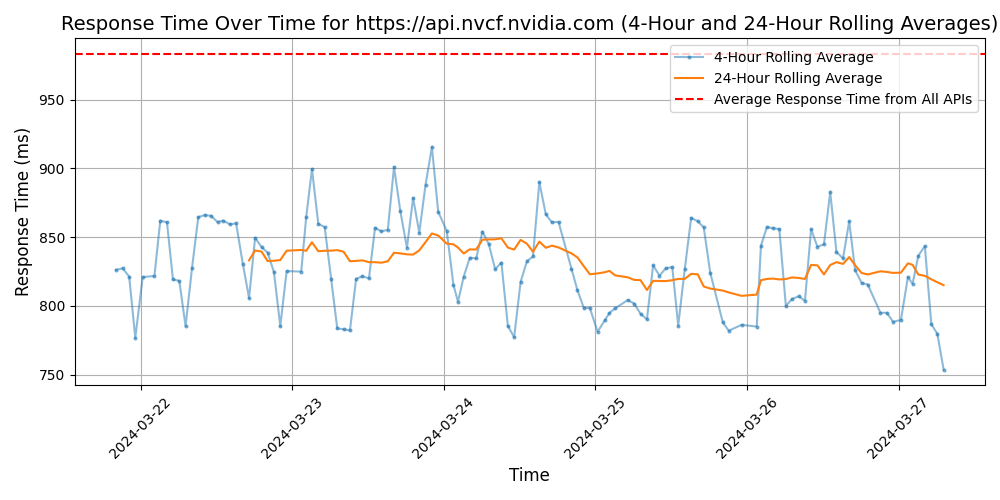 Response Time Over Time for https://api.nvcf.nvidia.com (4-Hour and 24-Hour Rolling Averages)
4-Hour Rolling Average
24-Hour Rolling Average
Average Response Time from All APIs
Response Time (ms)
950
900
850
800
750
2024-03-22
2024-03-23
2024-03-24
2024-03-25
2024-03-26
2024-03-27
Time